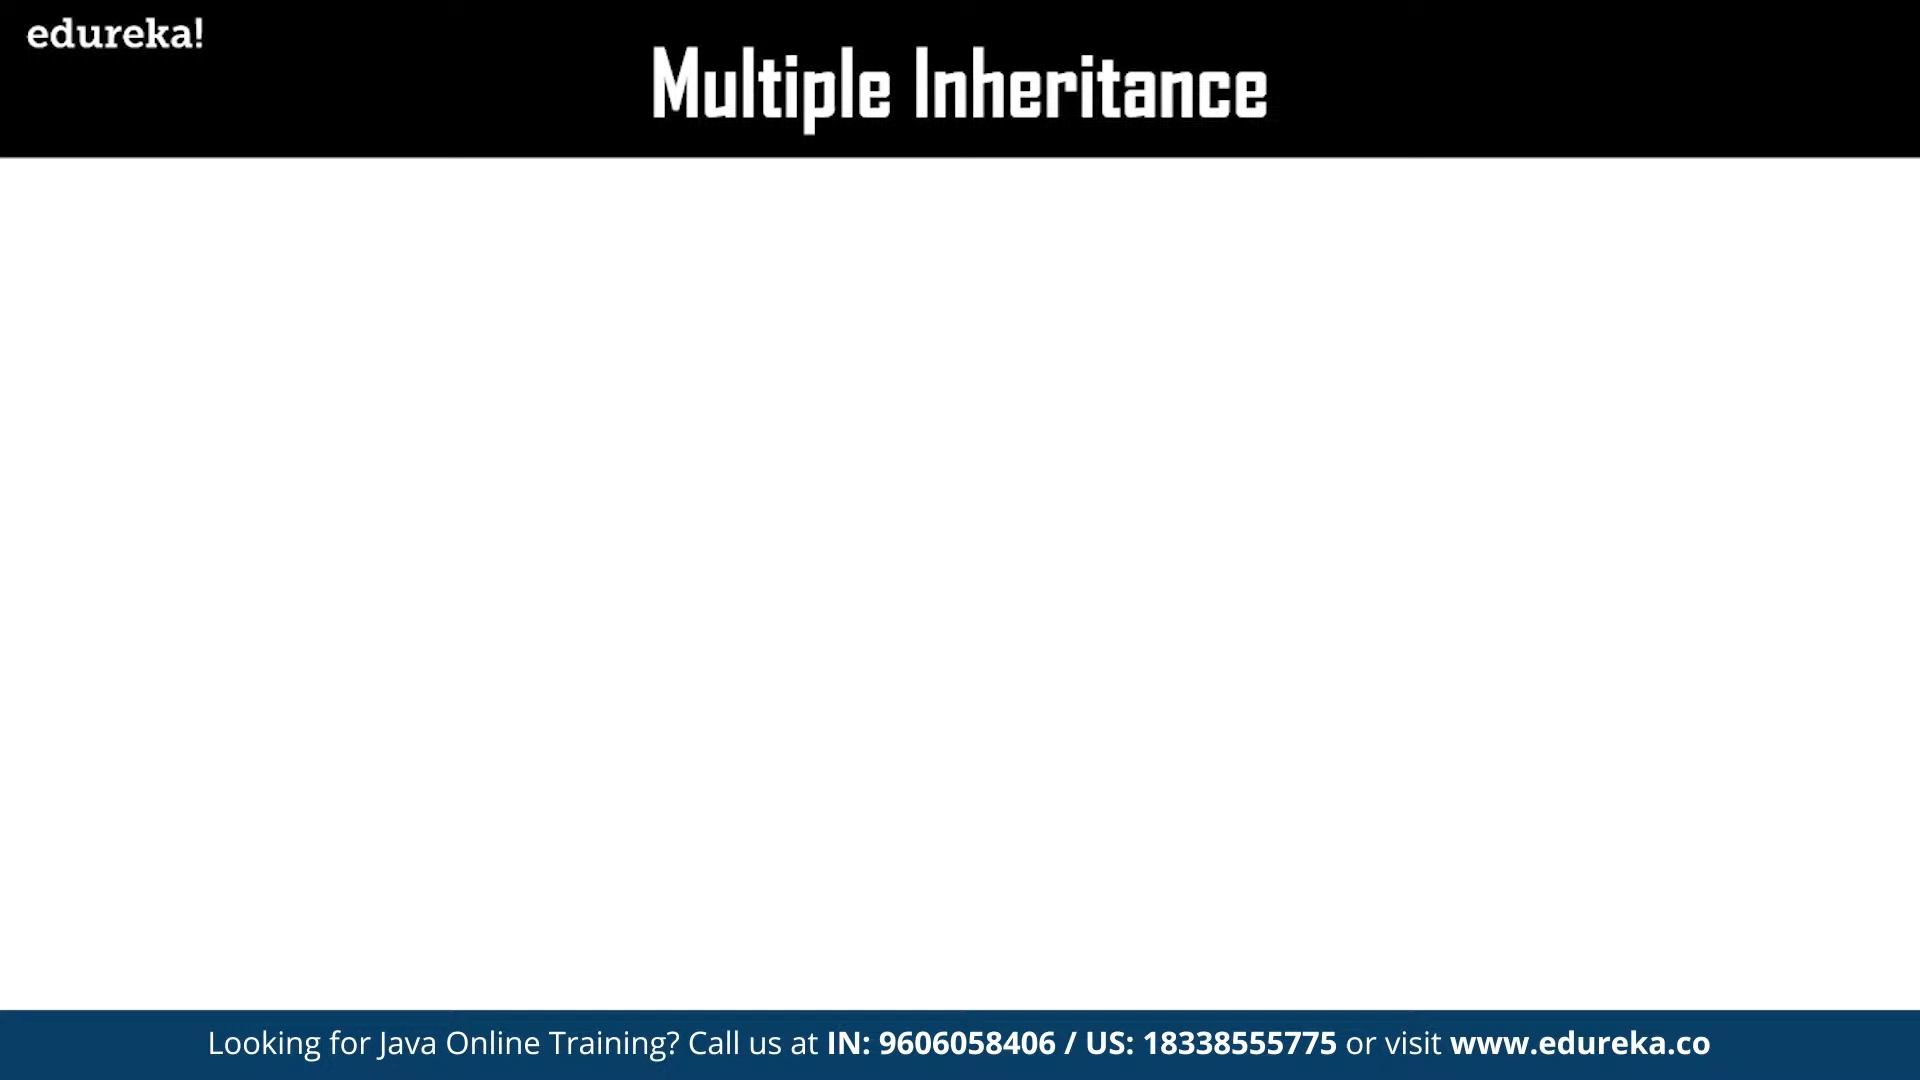 edureka!
Multiple Inheritance
Looking for Java Online Training? Call us at IN: 9606058406 / US: 18338555775 or visit www.edureka.co